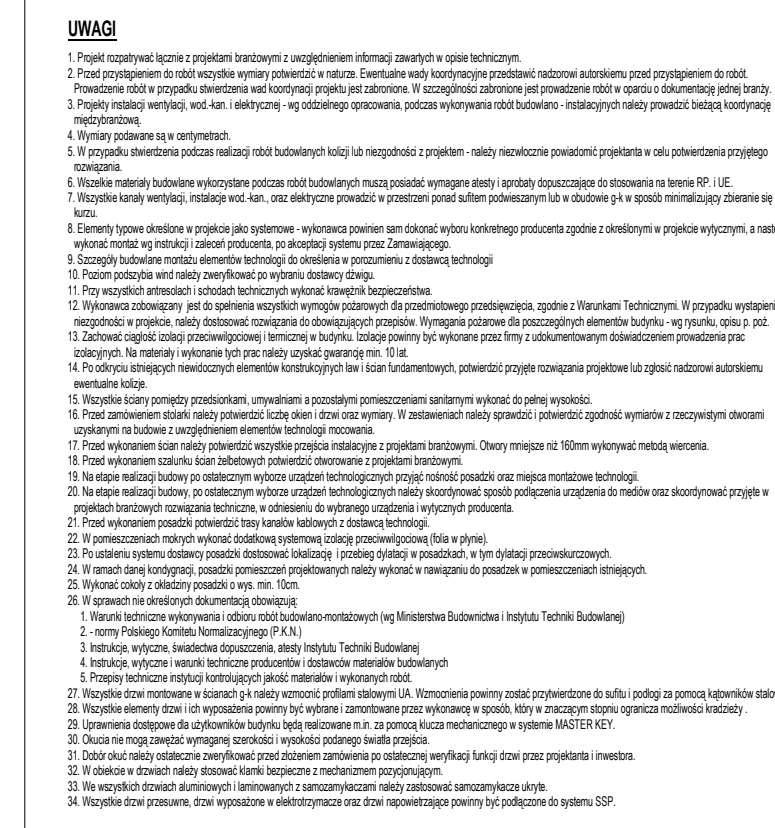 UWAGI
1. Projekt rozpatrywać łącznie z projektami branżowymi z uwzględnieniem informacji zawartych w opisie technicznym.
2. Przed przystąpieniem do robót wszystkie wymiary potwierdzić w naturze. Ewentualne wady koordynacyjne przedstawić nadzorowi autorskiemu przed przystąpieniem do robót.
Prowadzenie robót w przypadku stwierdzenia wad koordynacji projektu jest zabronione. W szczególności zabronione jest prowadzenie robót w oparciu o dokumentację jednej branży.
3. Projekty instalacji wentylacji, wod.-kan. i elektrycznej - wg oddzielnego opracowania, podczas wykonywania robót budowlano - instalacyjnych należy prowadzić bieżącą koordynację
międzybranżową.
4. Wymiary podawane są w centymetrach.
5. W przypadku stwierdzenia podczas realizacji robót budowlanych kolizji lub niezgodności z projektem - należy niezwłocznie powiadomić projektanta w celu potwierdzenia przyjętego
rozwiązania.
6. Wszelkie materiały budowlane wykorzystane podczas robót budowlanych muszą posiadać wymagane atesty i aprobaty dopuszczające do stosowania na terenie RP. i UE.
7. Wszystkie kanały wentylacji, instalacje wod.-kan., oraz elektryczne prowadzić w przestrzeni ponad sufitem podwieszanym lub w obudowie g-k w sposób minimalizujący zbieranie się
kurzu.
8. Elementy typowe określone w projekcie jako systemowe - wykonawca powinien sam dokonać wyboru konkretnego producenta zgodnie z określonymi w projekcie wytycznymi, a nast
wykonać montaż wg instrukcji i zaleceń producenta, po akceptacji systemu przez Zamawiającego.
9. Szczegóły budowlane montażu elementów technologii do określenia w porozumieniu z dostawcą technologii
10. Poziom podszybia wind należy zweryfikować po wybraniu dostawcy dźwigu.
11. Przy wszystkich antresolach i schodach technicznych wykonać krawężnik bezpieczeństwa.
12. Wykonawca zobowiązany jest do spełnienia wszystkich wymogów pożarowych dla przedmiotowego przedsięwzięcia, zgodnie z Warunkami Technicznymi. W przypadku wystąpieni
niezgodności w projekcie, należy dostosować rozwiązania do obowiązujących przepisów. Wymagania pożarowe dla poszczególnych elementów budynku - wg rysunku, opisu p. poż.
13. Zachować ciągłość izolacji przeciwwilgociowej i termicznej w budynku. Izolacje powinny być wykonane przez firmy z udokumentowanym doświadczeniem prowadzenia prac
izolacyjnych. Na materiały i wykonanie tych prac należy uzyskać gwarancję min. 10 lat.
14. Po odkryciu istniejących niewidocznych elementów konstrukcyjnych ław i ścian fundamentowych, potwierdzić przyjęte rozwiązania projektowe lub zgłosić nadzorowi autorskiemu
ewentualne kolizje.
15. Wszystkie ściany pomiędzy przedsionkami, umywalniami a pozostałymi pomieszczeniami sanitarnymi wykonać do pełnej wysokości.
16. Przed zamówieniem stolarki należy potwierdzić liczbę okien i drzwi oraz wymiary. W zestawieniach należy sprawdzić i potwierdzić zgodność wymiarów z rzeczywistymi otworami
uzyskanymi na budowie z uwzględnieniem elementów technologii mocowania.
17. Przed wykonaniem ścian należy potwierdzić wszystkie przejścia instalacyjne z projektami branżowymi. Otwory mniejsze niż 160mm wykonywać metodą wiercenia.
18. Przed wykonaniem szalunku ścian żelbetowych potwierdzić otworowanie z projektami branżowymi.
19. Na etapie realizacji budowy po ostatecznym wyborze urządzeń technologicznych przyjąć nośność posadzki oraz miejsca montażowe technologii.
20. Na etapie realizacji budowy, po ostatecznym wyborze urządzeń technologicznych należy skoordynować sposób podłączenia urządzenia do mediów oraz skoordynować przyjęte w
projektach branżowych rozwiązania techniczne, w odniesieniu do wybranego urządzenia i wytycznych producenta.
21. Przed wykonaniem posadzki potwierdzić trasy kanałów kablowych z dostawcą technologii.
22. W pomieszczeniach mokrych wykonać dodatkową systemową izolację przeciwwilgociową (folia w płynie).
23. Po ustaleniu systemu dostawcy posadzki dostosować lokalizację i przebieg dylatacji w posadzkach, w tym dylatacji przeciwskurczowych.
24. W ramach danej kondygnacji, posadzki pomieszczeń projektowanych należy wykonać w nawiązaniu do posadzek w pomieszczeniach istniejących.
25. Wykonać cokoły z okładziny posadzki o wys. min. 10cm.
26. W sprawach nie określonych dokumentacją obowiązują:
1. Warunki techniczne wykonywania i odbioru robót budowlano-montażowych (wg Ministerstwa Budownictwa i Instytutu Techniki Budowlanej)
2. - normy Polskiego Komitetu Normalizacyjnego (P.K.N.)
3. Instrukcje, wytyczne, świadectwa dopuszczenia, atesty Instytutu Techniki Budowlanej
4. Instrukcje, wytyczne i warunki techniczne producentów i dostawców materiałów budowlanych
5. Przepisy techniczne instytucji kontrolujących jakość materiałów i wykonanych robót.
27. Wszystkie drzwi montowane w ścianach g-k należy wzmocnić profilami stalowymi UA. Wzmocnienia powinny zostać przytwierdzone do sufitu i podłogi za pomocą kątowników stalow
28. Wszystkie elementy drzwi i ich wyposażenia powinny być wybrane i zamontowane przez wykonawcę w sposób, który w znaczącym stopniu ogranicza możliwości kradzieży .
29. Uprawnienia dostępowe dla użytkowników budynku będą realizowane m.in. za pomocą klucza mechanicznego w systemie MASTER KEY.
30. Okucia nie mogą zawężać wymaganej szerokości i wysokości podanego światła przejścia.
31. Dobór okuć należy ostatecznie zweryfikować przed złożeniem zamówienia po ostatecznej weryfikacji funkcji drzwi przez projektanta i inwestora.
32. W obiekcie w drzwiach należy stosować klamki bezpieczne z mechanizmem pozycjonującym.
33. We wszystkich drzwiach aluminiowych i laminowanych z samozamykaczami należy zastosować samozamykacze ukryte.
34. Wszystkie drzwi przesuwne, drzwi wyposażone w elektrotrzymacze oraz drzwi napowietrzające powinny być podłączone do systemu SSP.